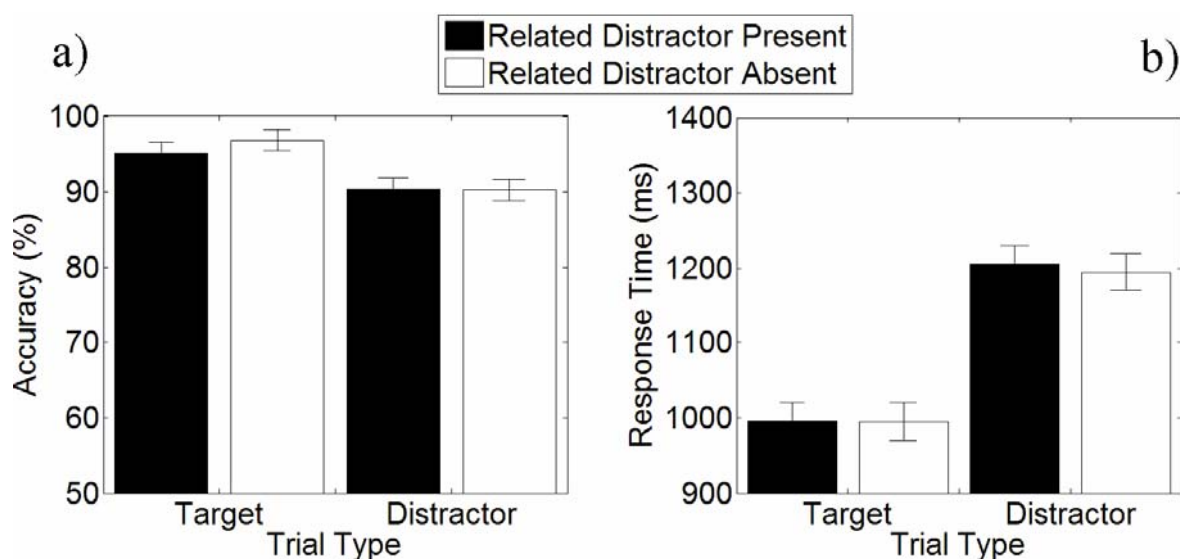 a)
Related Distractor Present
Related Distractor Absent
b)
100
90
80
70
60
50
Accuracy (%)
Target
Distractor
Trial Type
1400
1300
1200
1100
1000
900
Response Time (ms)
Target
Distractor
Trial Type